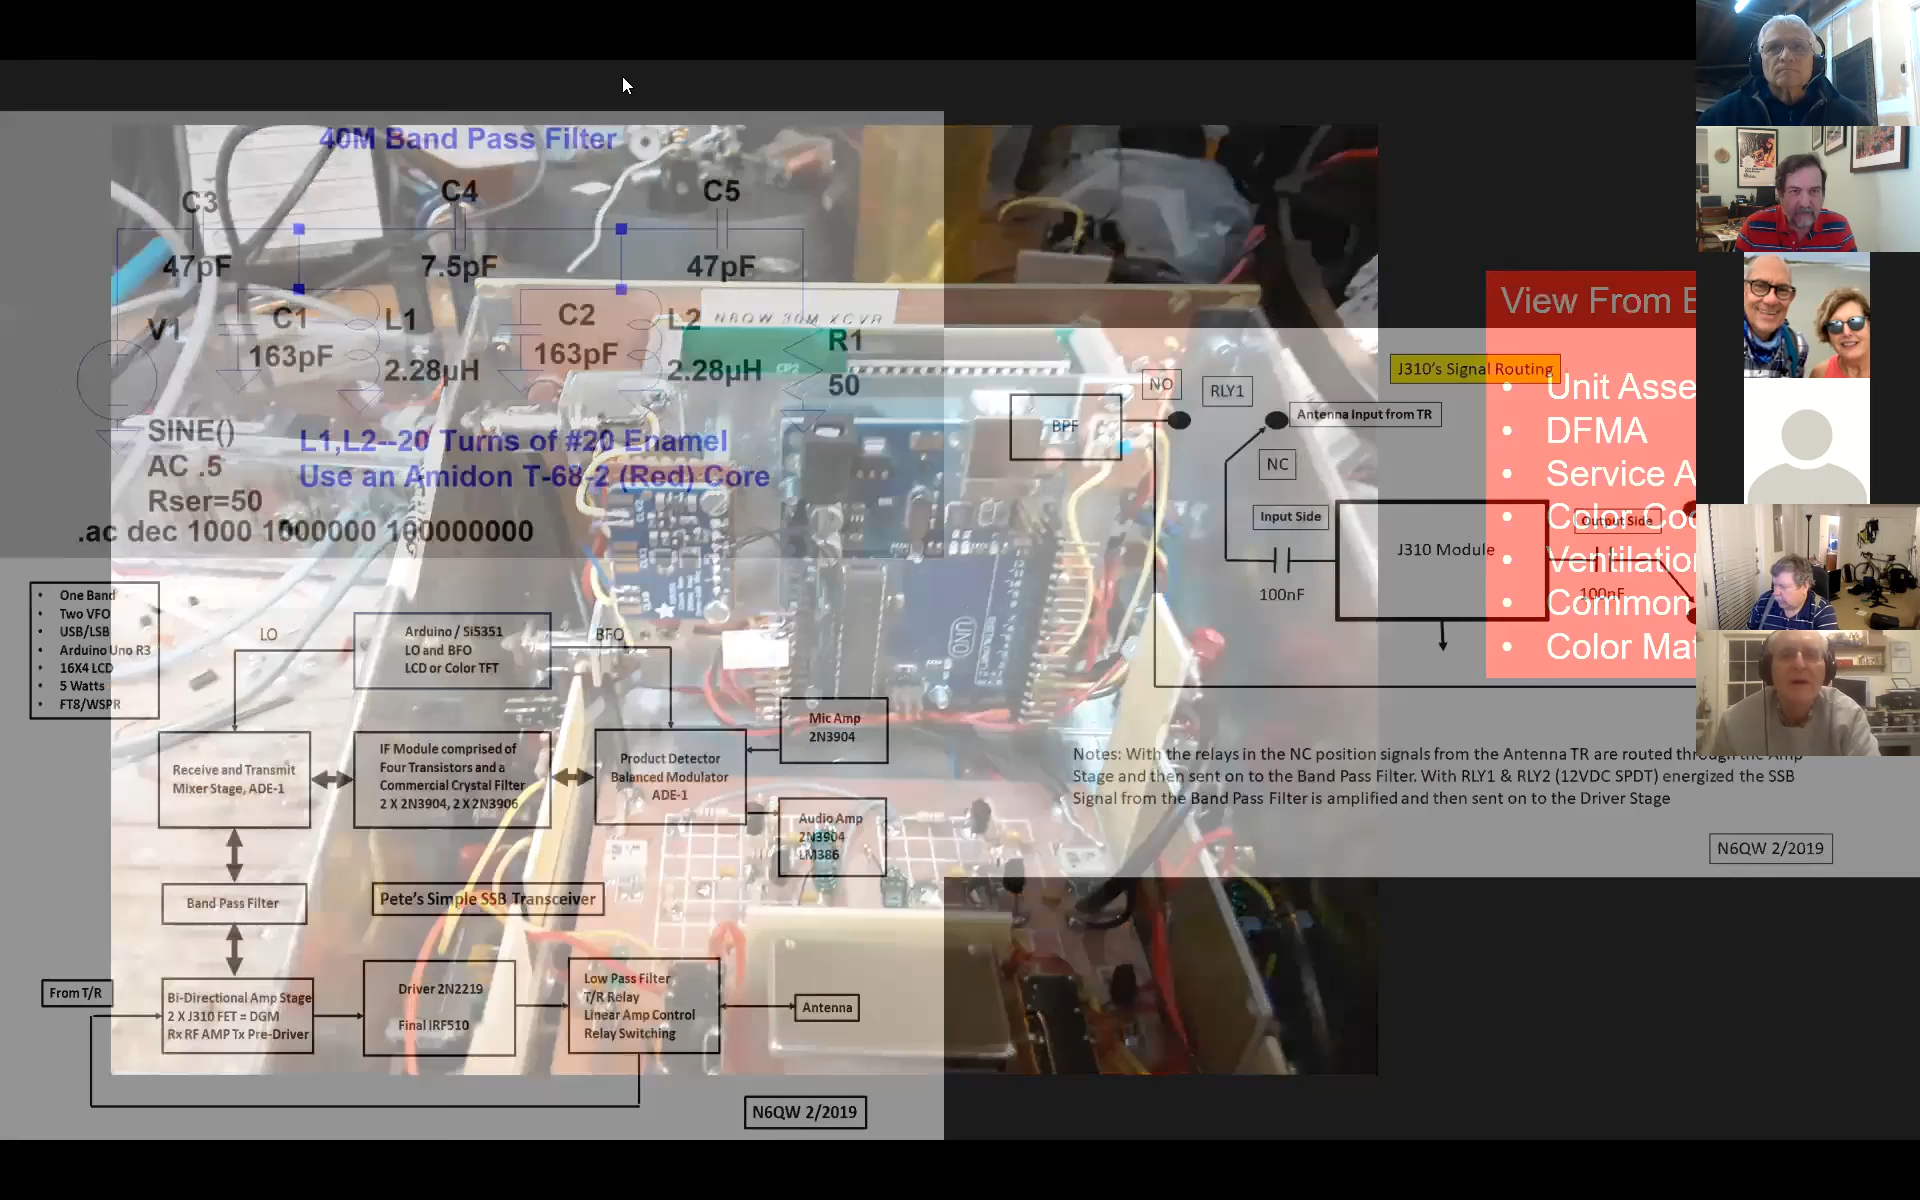 40M Band Pass Filter
C3
C4
C5
47pF
7.5pF
47pF
V1
C1
L1
C2
L2
R1
163pF
2.28µH
163pF
2.28µH
50
SINE()
AC .5
Rser=50
L1,L2--20 Turns of #20 Enamel
Use an Amidon T-68-2 (Red) Core
.ac dec 1000 1000000 100000000
N6QW 30M XCVR
UNO
View From
• Unit Asse
• DFMA
• Service A
• Color Co
• Ventilatio
• Common
• Color Ma
J310's Signal Routing
NO
RLY1
BPF
Antenna Input from TR
NC
Input Side
Output Side
J310 Module
100nF
100nF
Notes: With the relays in the NC position signals from the Antenna TR are routed through the Amp
Stage and then sent on to the Band Pass Filter. With RLY1 & RLY2 (12VDC SPDT) energized the SSB
Signal from the Band Pass Filter is amplified and then sent on to the Driver Stage
N6QW 2/2019
• One Band
• Two VFO
• USB/LSB
• Arduino Uno R3
• 16X4 LCD
• 5 Watts
• FT8/WSPR
LO
Arduino / Si5351
LO and BFO
LCD or Color TFT
BFO
Mic Amp
2N3904
Receive and Transmit
Mixer Stage, ADE-1
IF Module comprised of
Four Transistors and a
Commercial Crystal Filter
2 X 2N3904, 2 X 2N3906
Product Detector
Balanced Modulator
ADE-1
Audio Amp
2N3904
LM386
Band Pass Filter
Pete's Simple SSB Transceiver
From T/R
Bi-Directional Amp Stage
2 X J310 FET = DGM
Rx RF AMP Tx Pre-Driver
Driver 2N2219
Final IRF510
Low Pass Filter
T/R Relay
Linear Amp Control
Relay Switching
Antenna
N6QW 2/2019